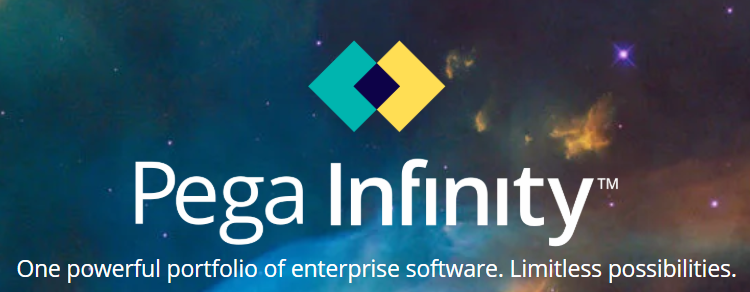 Pega Infinity™
One powerful portfolio of enterprise software. Limitless possibilities.